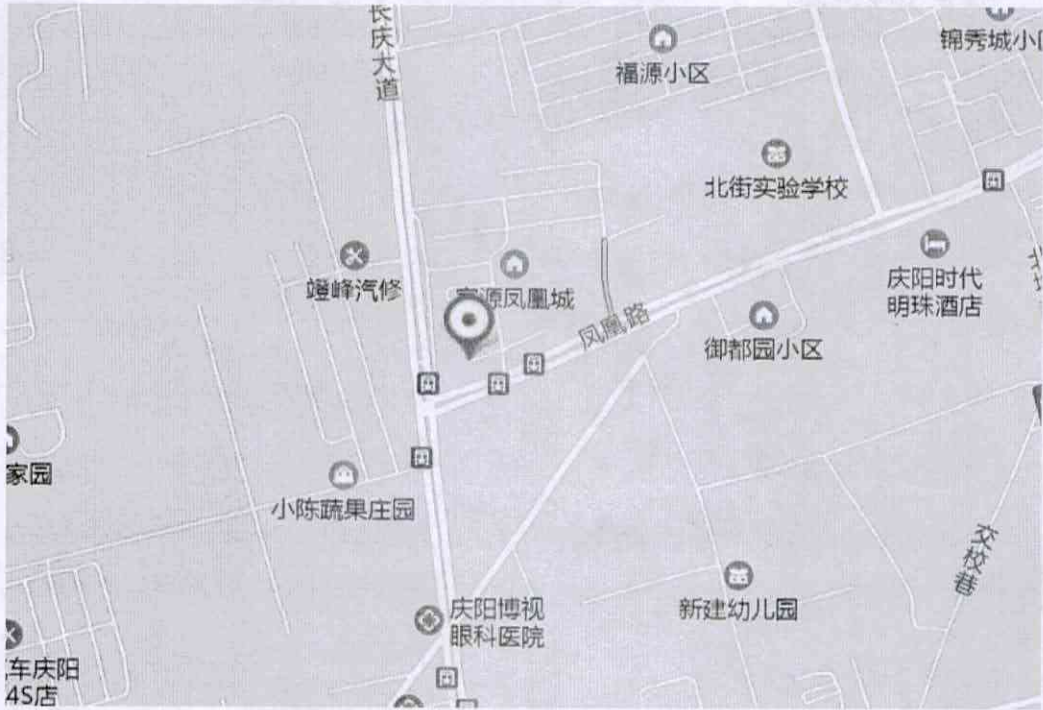 长庆大道
福源小区
锦秀城小
北街实验学校
庆阳时代
明珠酒店
竳峰汽修
源凤凰城
凤凰路
御都园小区
家园
小陈蔬果庄园
交校巷
新建幼儿园
庆阳博视
眼科医院
车庆阳
4S店